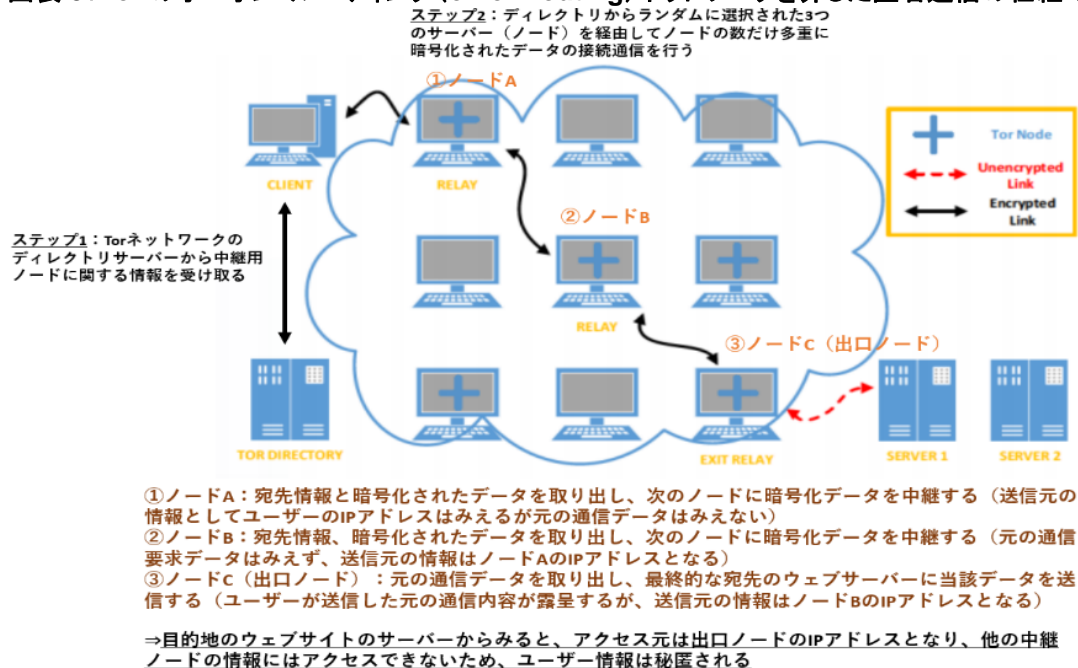 ステップ2：ディレクトリからランダムに選択された3つ
のサーバー（ノード）を経由してノードの数だけ多重に
暗号化されたデータの接続通信を行う
①ノードA
CLIENT
RELAY
Tor Node
Unencrypted
Link
Encrypted
Link
②ノードB
ステップ1：Torネットワークの
ディレクトリサーバーから中継用
ノードに関する情報を受け取る
RELAY
③ノードC（出口ノード）
TOR DIRECTORY
EXIT RELAY
SERVER 1
SERVER 2
①ノードA：宛先情報と暗号化されたデータを取り出し、次のノードに暗号化データを中継する（送信元の
情報としてユーザーのIPアドレスはみえるが元の通信データはみえない）
②ノードB：宛先情報、暗号化されたデータを取り出し、次のノードに暗号化データを中継する（元の通信
要求データはみえず、送信元の情報はノードAのIPアドレスとなる）
③ノードC（出口ノード）：元の通信データを取り出し、最終的な宛先のウェブサーバーに当該データを送
信する（ユーザーが送信した元の通信内容が露呈するが、送信元の情報はノードBのIPアドレスとなる）
⇒目的地のウェブサイトのサーバーからみると、アクセス元は出口ノードのIPアドレスとなり、他の中継
ノードの情報にはアクセスできないため、ユーザー情報は秘匿される